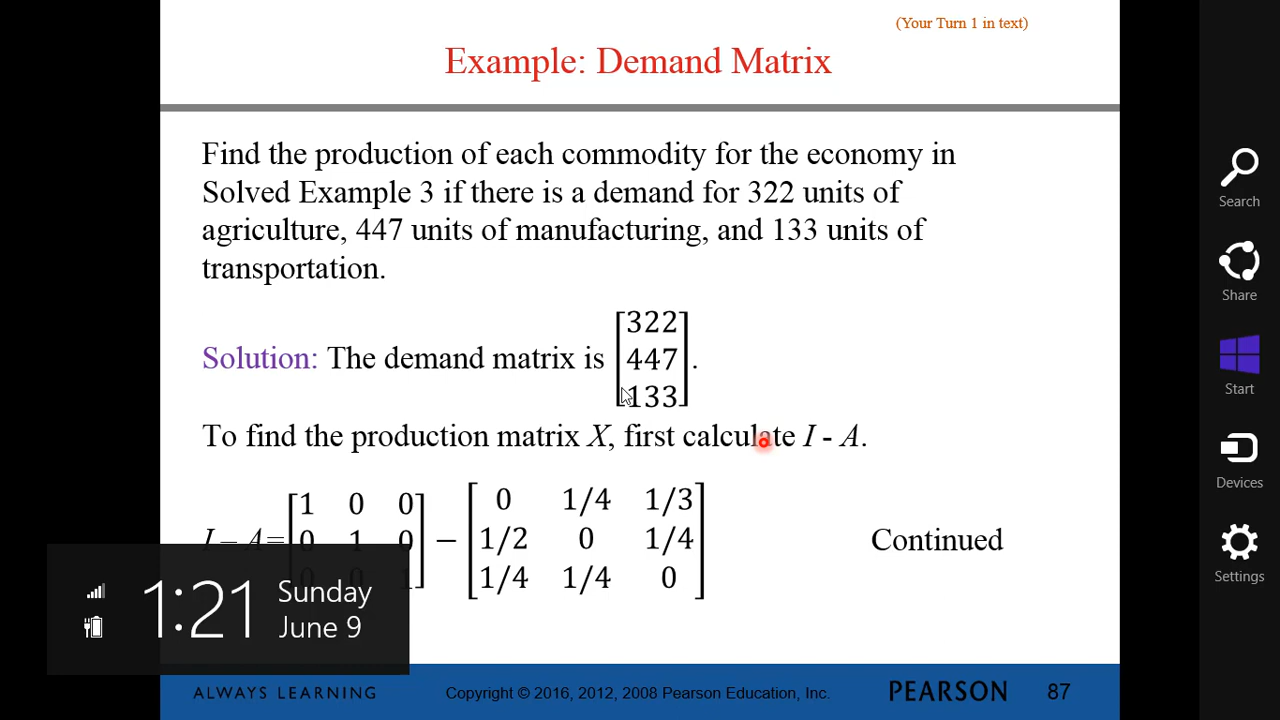 (Your Turn 1 in text)
Example: Demand Matrix
Find the production of each commodity for the economy in
Solved Example 3 if there is a demand for 322 units of
agriculture, 447 units of manufacturing, and 133 units of
transportation.
322
Solution: The demand matrix is 447 .
133
To find the production matrix X, first calculate I - A.
1 0 0 0 1/4 1/3
I – A= 0 1 0 − 1/2 0 1/4 Continued
0 0 1 1/4 1/4 0
1:21 Sunday
June 9
ALWAYS LEARNING Copyright © 2016, 2012, 2008 Pearson Education, Inc. PEARSON 87
Search
Share
Start
Devices
Settings